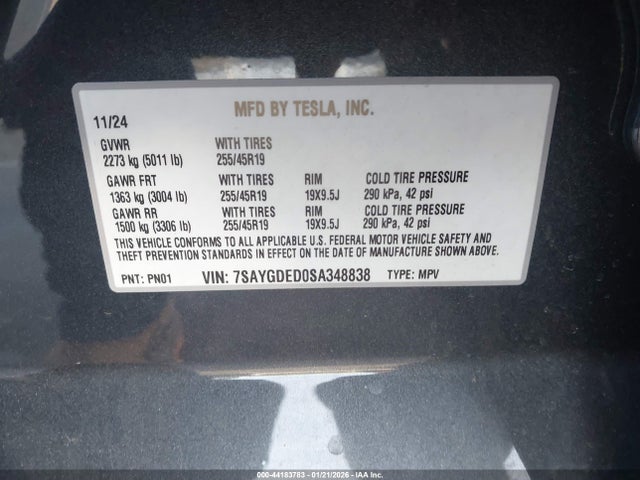 MFD BY TESLA, INC.
11/24
GVWR WITH TIRES
2273 kg (5011 lb) 255/45R19
GAWR FRT WITH TIRES RIM COLD TIRE PRESSURE
1363 kg (3004 lb) 255/45R19 19X9.5J 290 kPa, 42 psi
GAWR RR WITH TIRES RIM COLD TIRE PRESSURE
1500 kg (3306 lb) 255/45R19 19X9.5J 290 kPa, 42 psi
THIS VEHICLE CONFORMS TO ALL APPLICABLE U.S. FEDERAL MOTOR VEHICLE SAFETY AND
THEFT PREVENTION STANDARDS IN EFFECT ON THE DATE OF MANUFACTURE SHOWN ABOVE.
PNT: PN01 VIN: 7SAYGDED0SA348838 TYPE: MPV
000-44183763 - 01/21/2026 - IAA Inc.